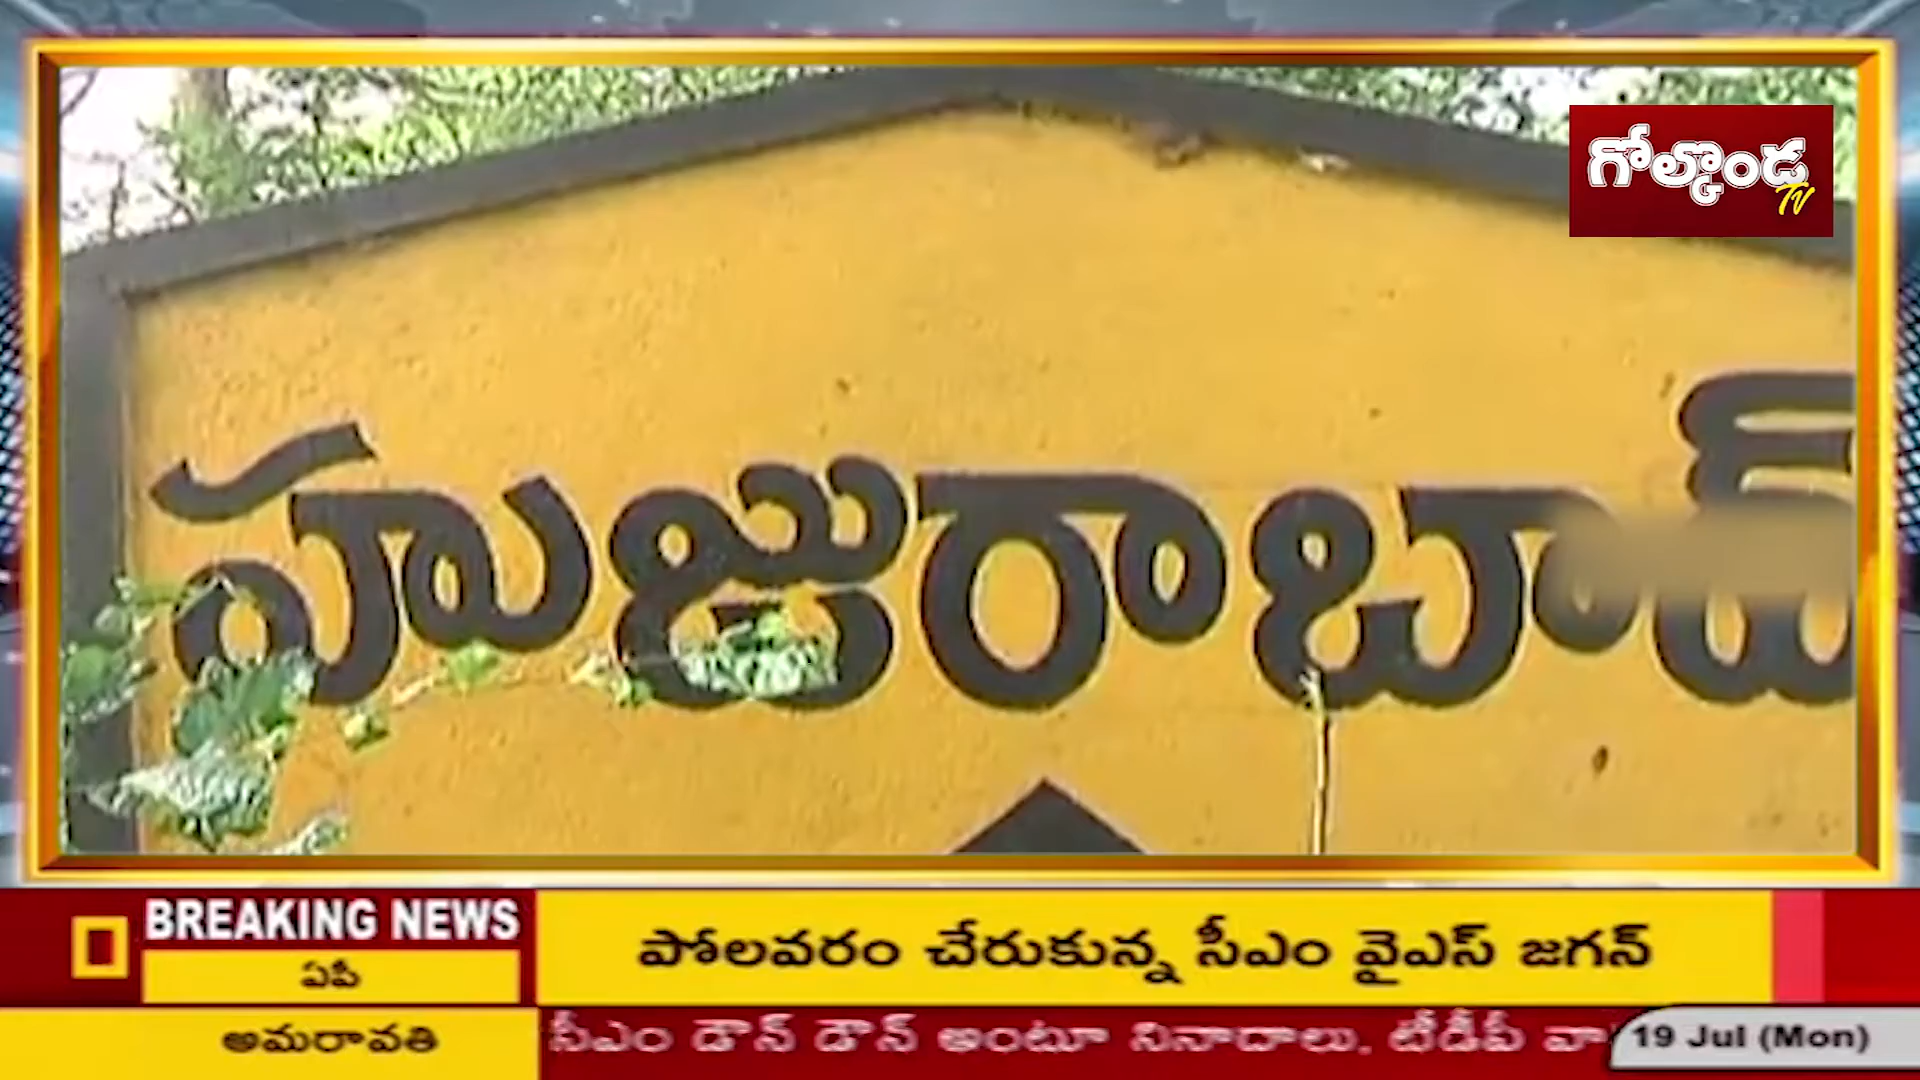 గోల్కొండ
TV
హుజురాబాద్
BREAKING NEWS
ఏపీ
పోలవరం చేరుకున్న సీఎం వైఎస్ జగన్
అమరావతి
సీఎం డౌన్ డౌన్ అంటూ నినాదాలు. టీడీపీ
19 Jul (Mon)